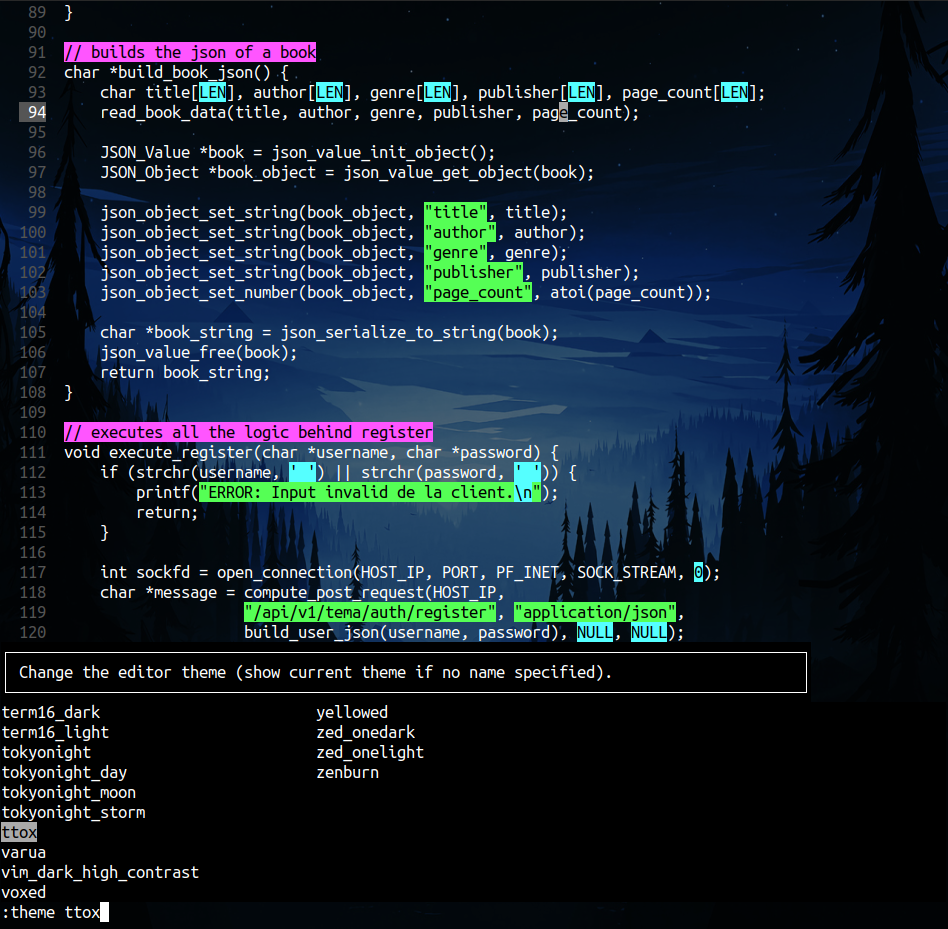 89 }
90
91 // builds the json of a book
92 char *build_book_json() {
93     char title[LEN], author[LEN], genre[LEN], publisher[LEN], page_count[LEN];
94     read_book_data(title, author, genre, publisher, page_count);
95
96     JSON_Value *book = json_value_init_object();
97     JSON_Object *book_object = json_value_get_object(book);
98
99     json_object_set_string(book_object, "title", title);
100     json_object_set_string(book_object, "author", author);
101     json_object_set_string(book_object, "genre", genre);
102     json_object_set_string(book_object, "publisher", publisher);
103     json_object_set_number(book_object, "page_count", atoi(page_count));
104
105     char *book_string = json_serialize_to_string(book);
106     json_value_free(book);
107     return book_string;
108 }
109
110 // executes all the logic behind register
111 void execute_register(char *username, char *password) {
112     if (strchr(username, ' ') || strchr(password, ' ')) {
113         printf("ERROR: Input invalid de la client.\n");
114         return;
115     }
116
117     int sockfd = open_connection(HOST_IP, PORT, PF_INET, SOCK_STREAM, 0);
118     char *message = compute_post_request(HOST_IP,
119                     "/api/v1/tema/auth/register", "application/json",
120                     build_user_json(username, password), NULL, NULL);
Change the editor theme (show current theme if no name specified).
term16_dark yellowed
term16_light zed_onedark
tokyonight zed_onelight
tokyonight_day zenburn
tokyonight_moon
tokyonight_storm
ttox
varua
vim_dark_high_contrast
voxed
:theme ttox